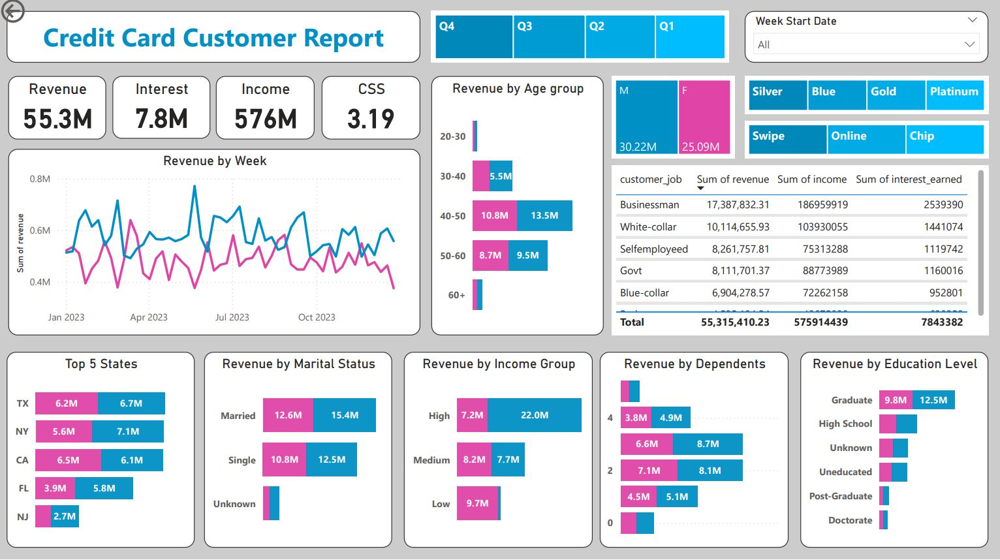 Credit Card Customer Report
Q4 Q3 Q2 Q1
Week Start Date
All
Revenue
55.3M
Interest
7.8M
Income
576M
CSS
3.19
Revenue by Week
Sum of revenue
0.8M
0.6M
0.4M
Jan 2023 Apr 2023 Jul 2023 Oct 2023
Revenue by Age group
20-30
30-40 5.5M
40-50 10.8M 13.5M
50-60 8.7M 9.5M
60+
M
30.22M
F
25.09M
Silver Blue Gold Platinum
Swipe Online Chip
customer_job Sum of revenue Sum of income Sum of interest_earned
Businessman 17,387,832.31 186959919 2539390
White-collar 10,114,655.93 103930055 1441074
Selfemployeed 8,261,757.81 75313288 1119742
Govt 8,111,701.37 88773989 1160016
Blue-collar 6,904,278.57 72262158 952801
Total 55,315,410.23 575914439 7843382
Top 5 States
TX 6.2M 6.7M
NY 5.6M 7.1M
CA 6.5M 6.1M
FL 3.9M 5.8M
NJ 2.7M
Revenue by Marital Status
Married 12.6M 15.4M
Single 10.8M 12.5M
Unknown
Revenue by Income Group
High 7.2M 22.0M
Medium 8.2M 7.7M
Low 9.7M
Revenue by Dependents
4 3.8M 4.9M
6.6M 8.7M
2 7.1M 8.1M
4.5M 5.1M
0
Revenue by Education Level
Graduate 9.8M 12.5M
High School
Unknown
Uneducated
Post-Graduate
Doctorate